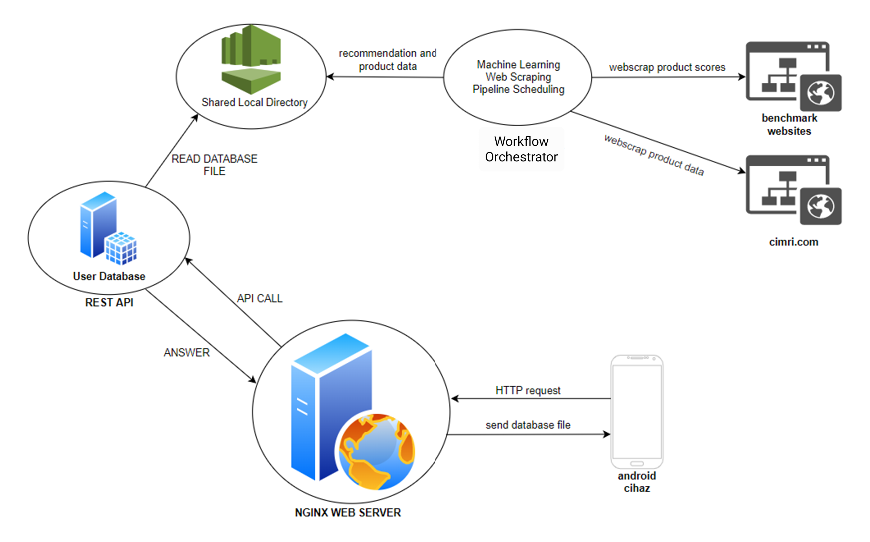 recommendation and
product data
Machine Learning
Web Scraping
Pipeline Scheduling
webscrap product scores
Shared Local Directory
benchmark
websites
Workflow
Orchestrator
webscrap product data
READ DATABASE
FILE
cimri.com
User Database
REST API
API CALL
ANSWER
HTTP request
send database file
android
cihaz
NGINX WEB SERVER